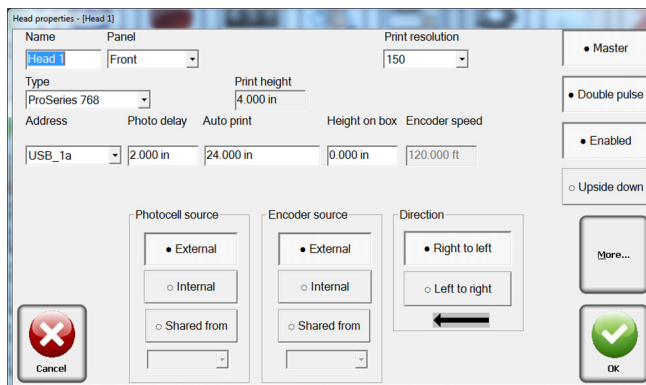 Head properties - [Head 1]
Name Panel Print resolution
Head 1 Front 150
• Master
Type Print height
ProSeries 768 4.000 in
• Double pulse
Address Photo delay Auto print Height on box Encoder speed
• Enabled
USB_1a 2.000 in 24.000 in 0.000 in 120.000 ft
○ Upside down
Photocell source Encoder source Direction
• External • External • Right to left
More...
○ Internal ○ Internal ○ Left to right
○ Shared from ○ Shared from
Cancel OK